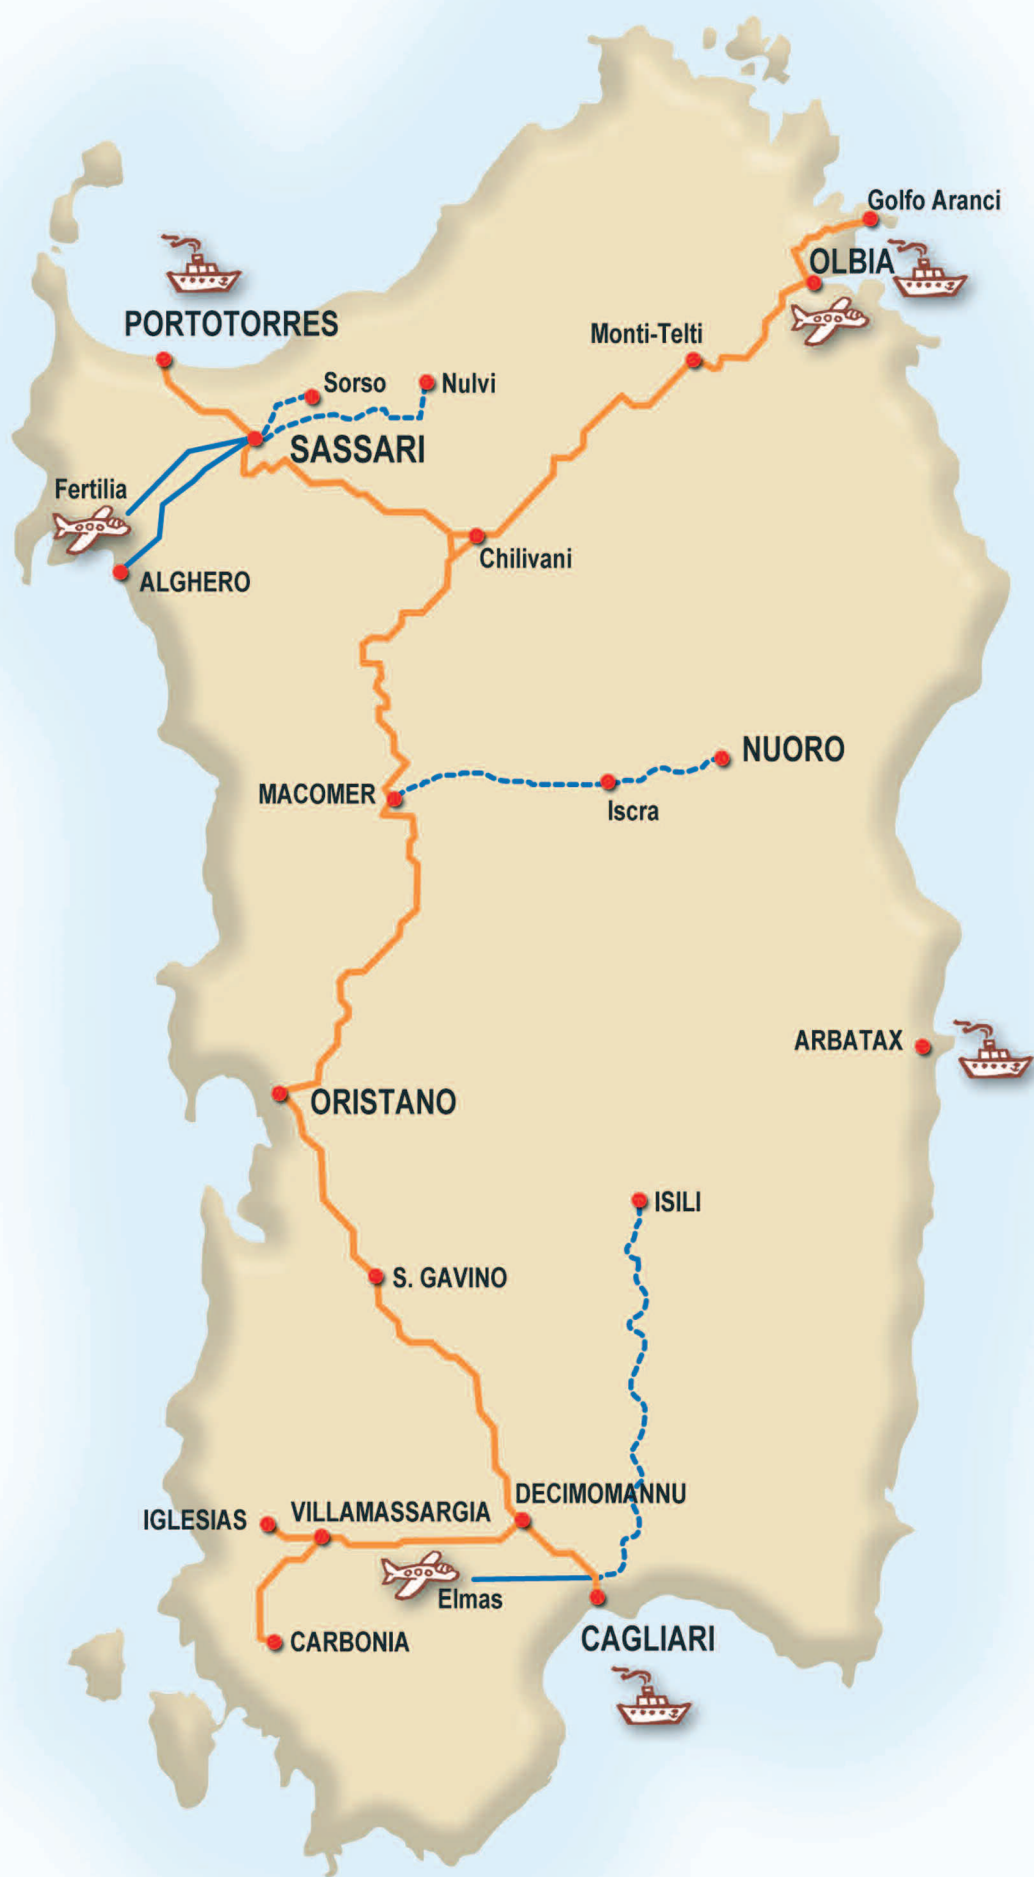 Golfo Aranci
OLBIA
PORTOTORRES
Monti-Telti
Sorso
Nulvi
SASSARI
Fertilia
Chilivani
ALGHERO
NUORO
MACOMER
Iscra
ARBATAX
ORISTANO
ISILI
S. GAVINO
DECIMOMANNU
VILLAMASSARGIA
IGLESIAS
Elmas
CAGLIARI
CARBONIA